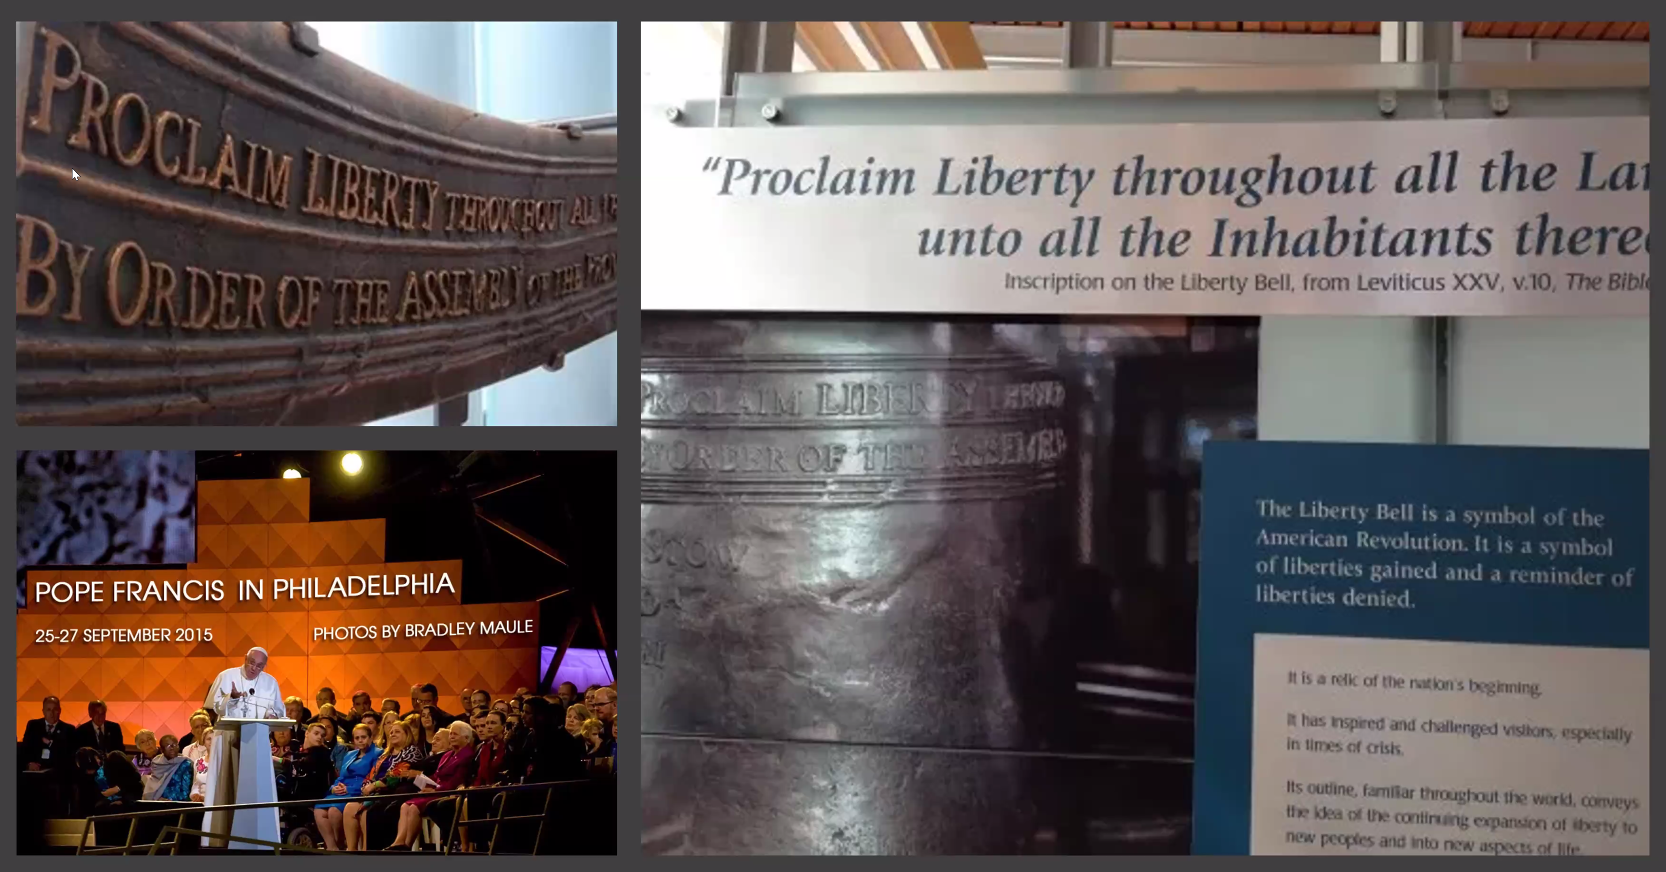 PROCLAIM LIBERTY THROUGHOUT ALL
BY ORDER OF THE ASSEMBLY OF THE
POPE FRANCIS IN PHILADELPHIA
25-27 SEPTEMBER 2015
PHOTOS BY BRADLEY MAULE
“Proclaim Liberty throughout all the
unto all the Inhabitants
Inscription on the Liberty Bell, from Leviticus XXV, v.10, The
PROCLAIM LIBERTY
ORDER OF THE
The Liberty Bell is a symbol of the
American Revolution. It is a symbol
of liberties gained and a reminder of
liberties denied.
It is a relic of the nation's beginning.
It has inspired and challenged visitors, especially
in times of crisis.
Its outline, familiar throughout the world, conveys
the idea of the continuing expansion of liberty to
new peoples and into new aspects of life.